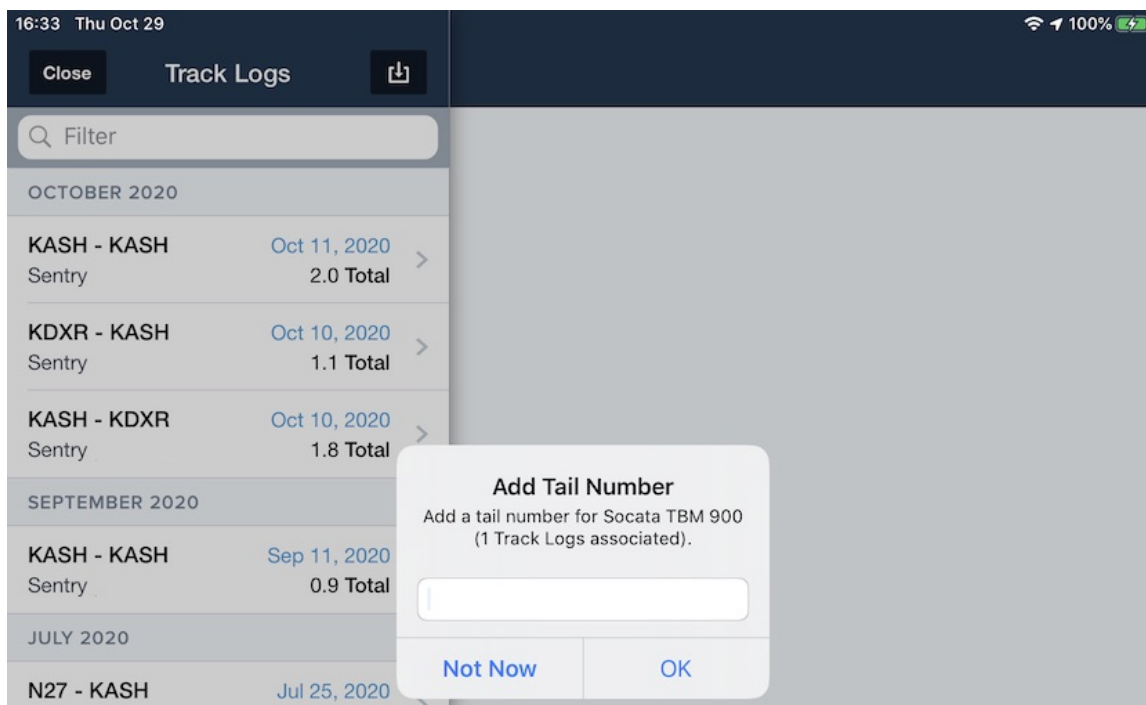 16:33 Thu Oct 29
100%
Close
Track Logs
Filter
OCTOBER 2020
KASH - KASH
Oct 11, 2020
Sentry
2.0 Total
KDXR - KASH
Oct 10, 2020
Sentry
1.1 Total
KASH - KDXR
Oct 10, 2020
Sentry
1.8 Total
SEPTEMBER 2020
KASH - KASH
Sep 11, 2020
Sentry
0.9 Total
JULY 2020
N27 - KASH
Jul 25, 2020
Add Tail Number
Add a tail number for Socata TBM 900
(1 Track Logs associated).
Not Now
OK